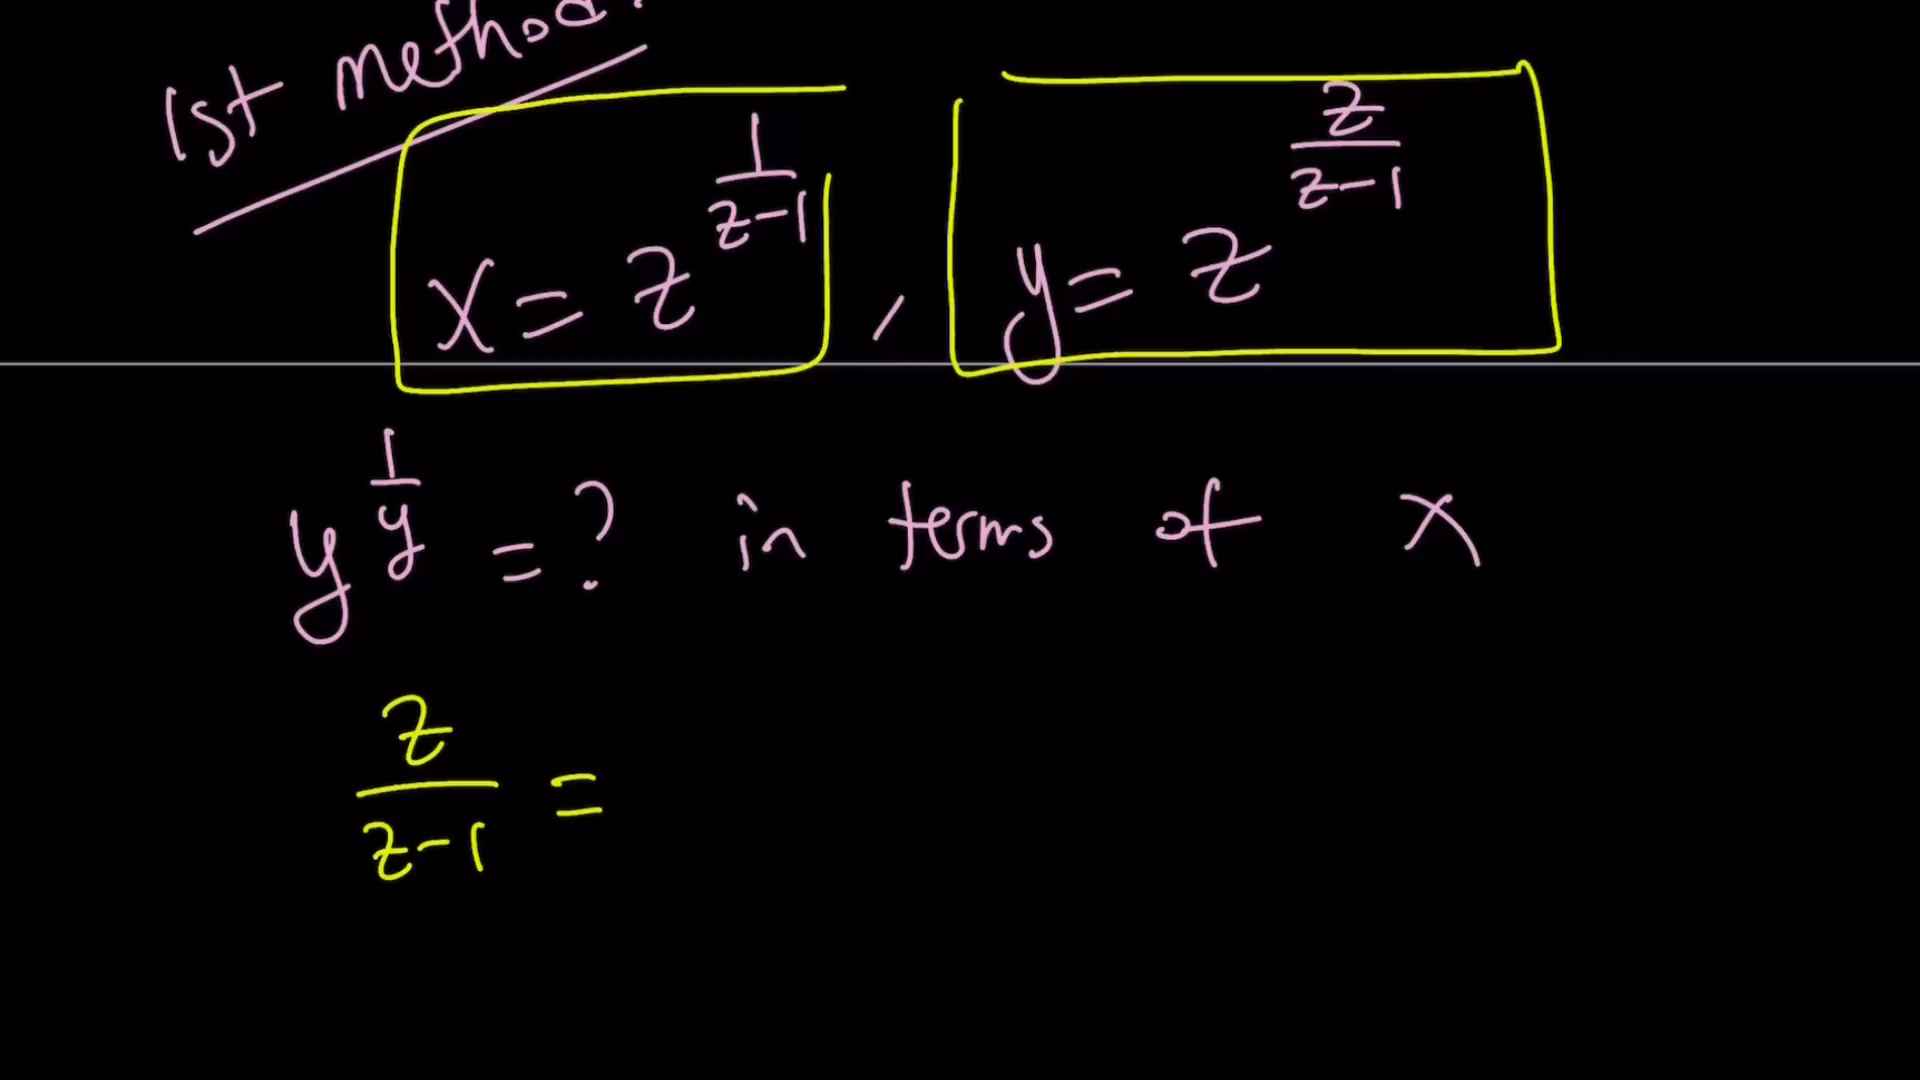 1st method:
x = z^(1/(z-1)) , y = z^(z/(z-1))
y^(1/y) = ? in terms of x
z/(z-1) =